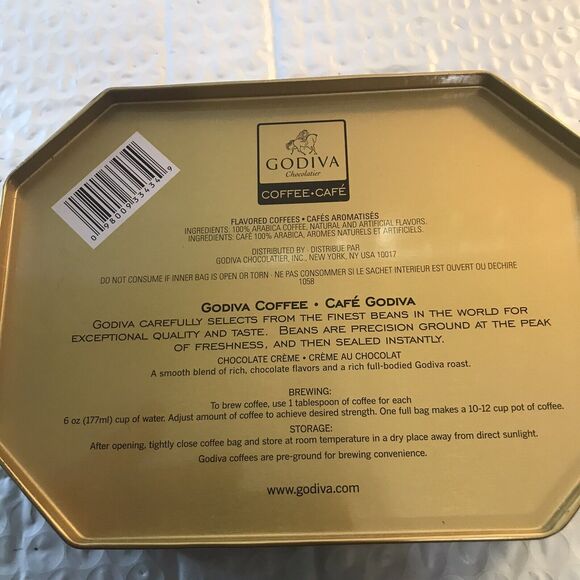 GODIVA
Chocolatier
COFFEE•CAFÉ
FLAVORED COFFEES • CAFÉS AROMATISÉS
INGREDIENTS: 100% ARABICA COFFEE, NATURAL AND ARTIFICIAL FLAVORS.
INGREDIENTS: CAFÉ 100% ARABICA, AROMES NATURELS ET ARTIFICIELS.
DISTRIBUTED BY • DISTRIBUE PAR
GODIVA CHOCOLATIER, INC., NEW YORK, NY USA 10017
DO NOT CONSUME IF INNER BAG IS OPEN OR TORN • NE PAS CONSOMMER SI LE SACHET INTERIEUR EST OUVERT OU DECHIRE
1058
GODIVA COFFEE • CAFÉ GODIVA
GODIVA CAREFULLY SELECTS FROM THE FINEST BEANS IN THE WORLD FOR
EXCEPTIONAL QUALITY AND TASTE. BEANS ARE PRECISION GROUND AT THE PEAK
OF FRESHNESS, AND THEN SEALED INSTANTLY.
CHOCOLATE CRÈME • CRÈME AU CHOCOLAT
A smooth blend of rich, chocolate flavors and a rich full-bodied Godiva roast.
BREWING:
To brew coffee, use 1 tablespoon of coffee for each
6 oz (177ml) cup of water. Adjust amount of coffee to achieve desired strength. One full bag makes a 10-12 cup pot of coffee.
STORAGE:
After opening, tightly close coffee bag and store at room temperature in a dry place away from direct sunlight.
Godiva coffees are pre-ground for brewing convenience.
www.godiva.com